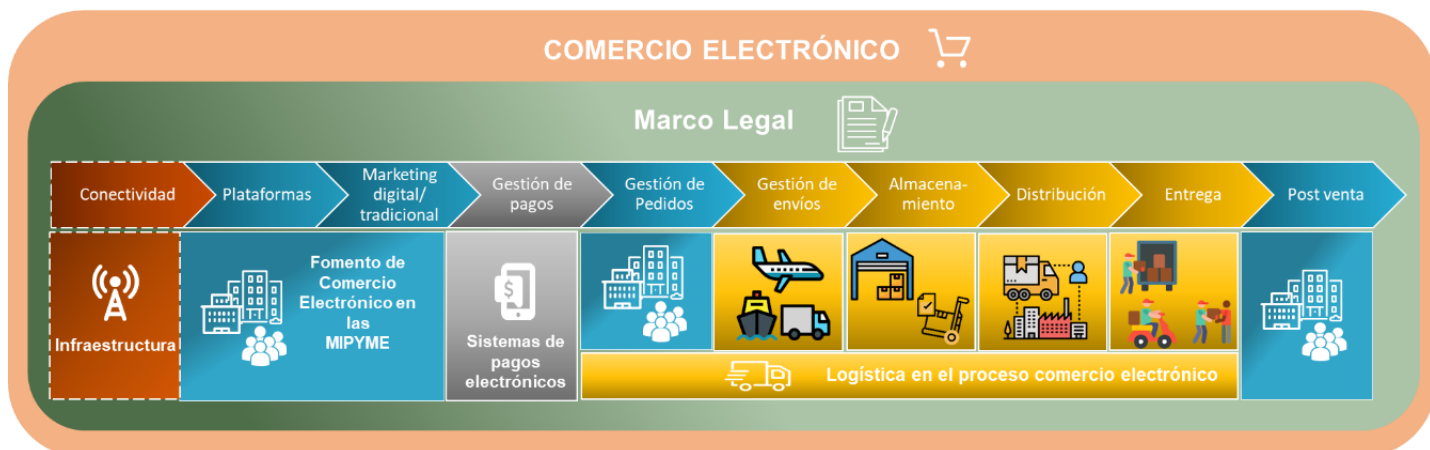 COMERCIO ELECTRÓNICO
Marco Legal
Conectividad
Plataformas
Marketing
digital/
tradicional
Gestión de
pagos
Gestión de
Pedidos
Gestión de
envíos
Almacena-
miento
Distribución
Entrega
Post venta
Infraestructura
Fomento de
Comercio
Electrónico en
las
MIPYME
$
Sistemas de
pagos
electrónicos
Logística en el proceso comercio electrónico